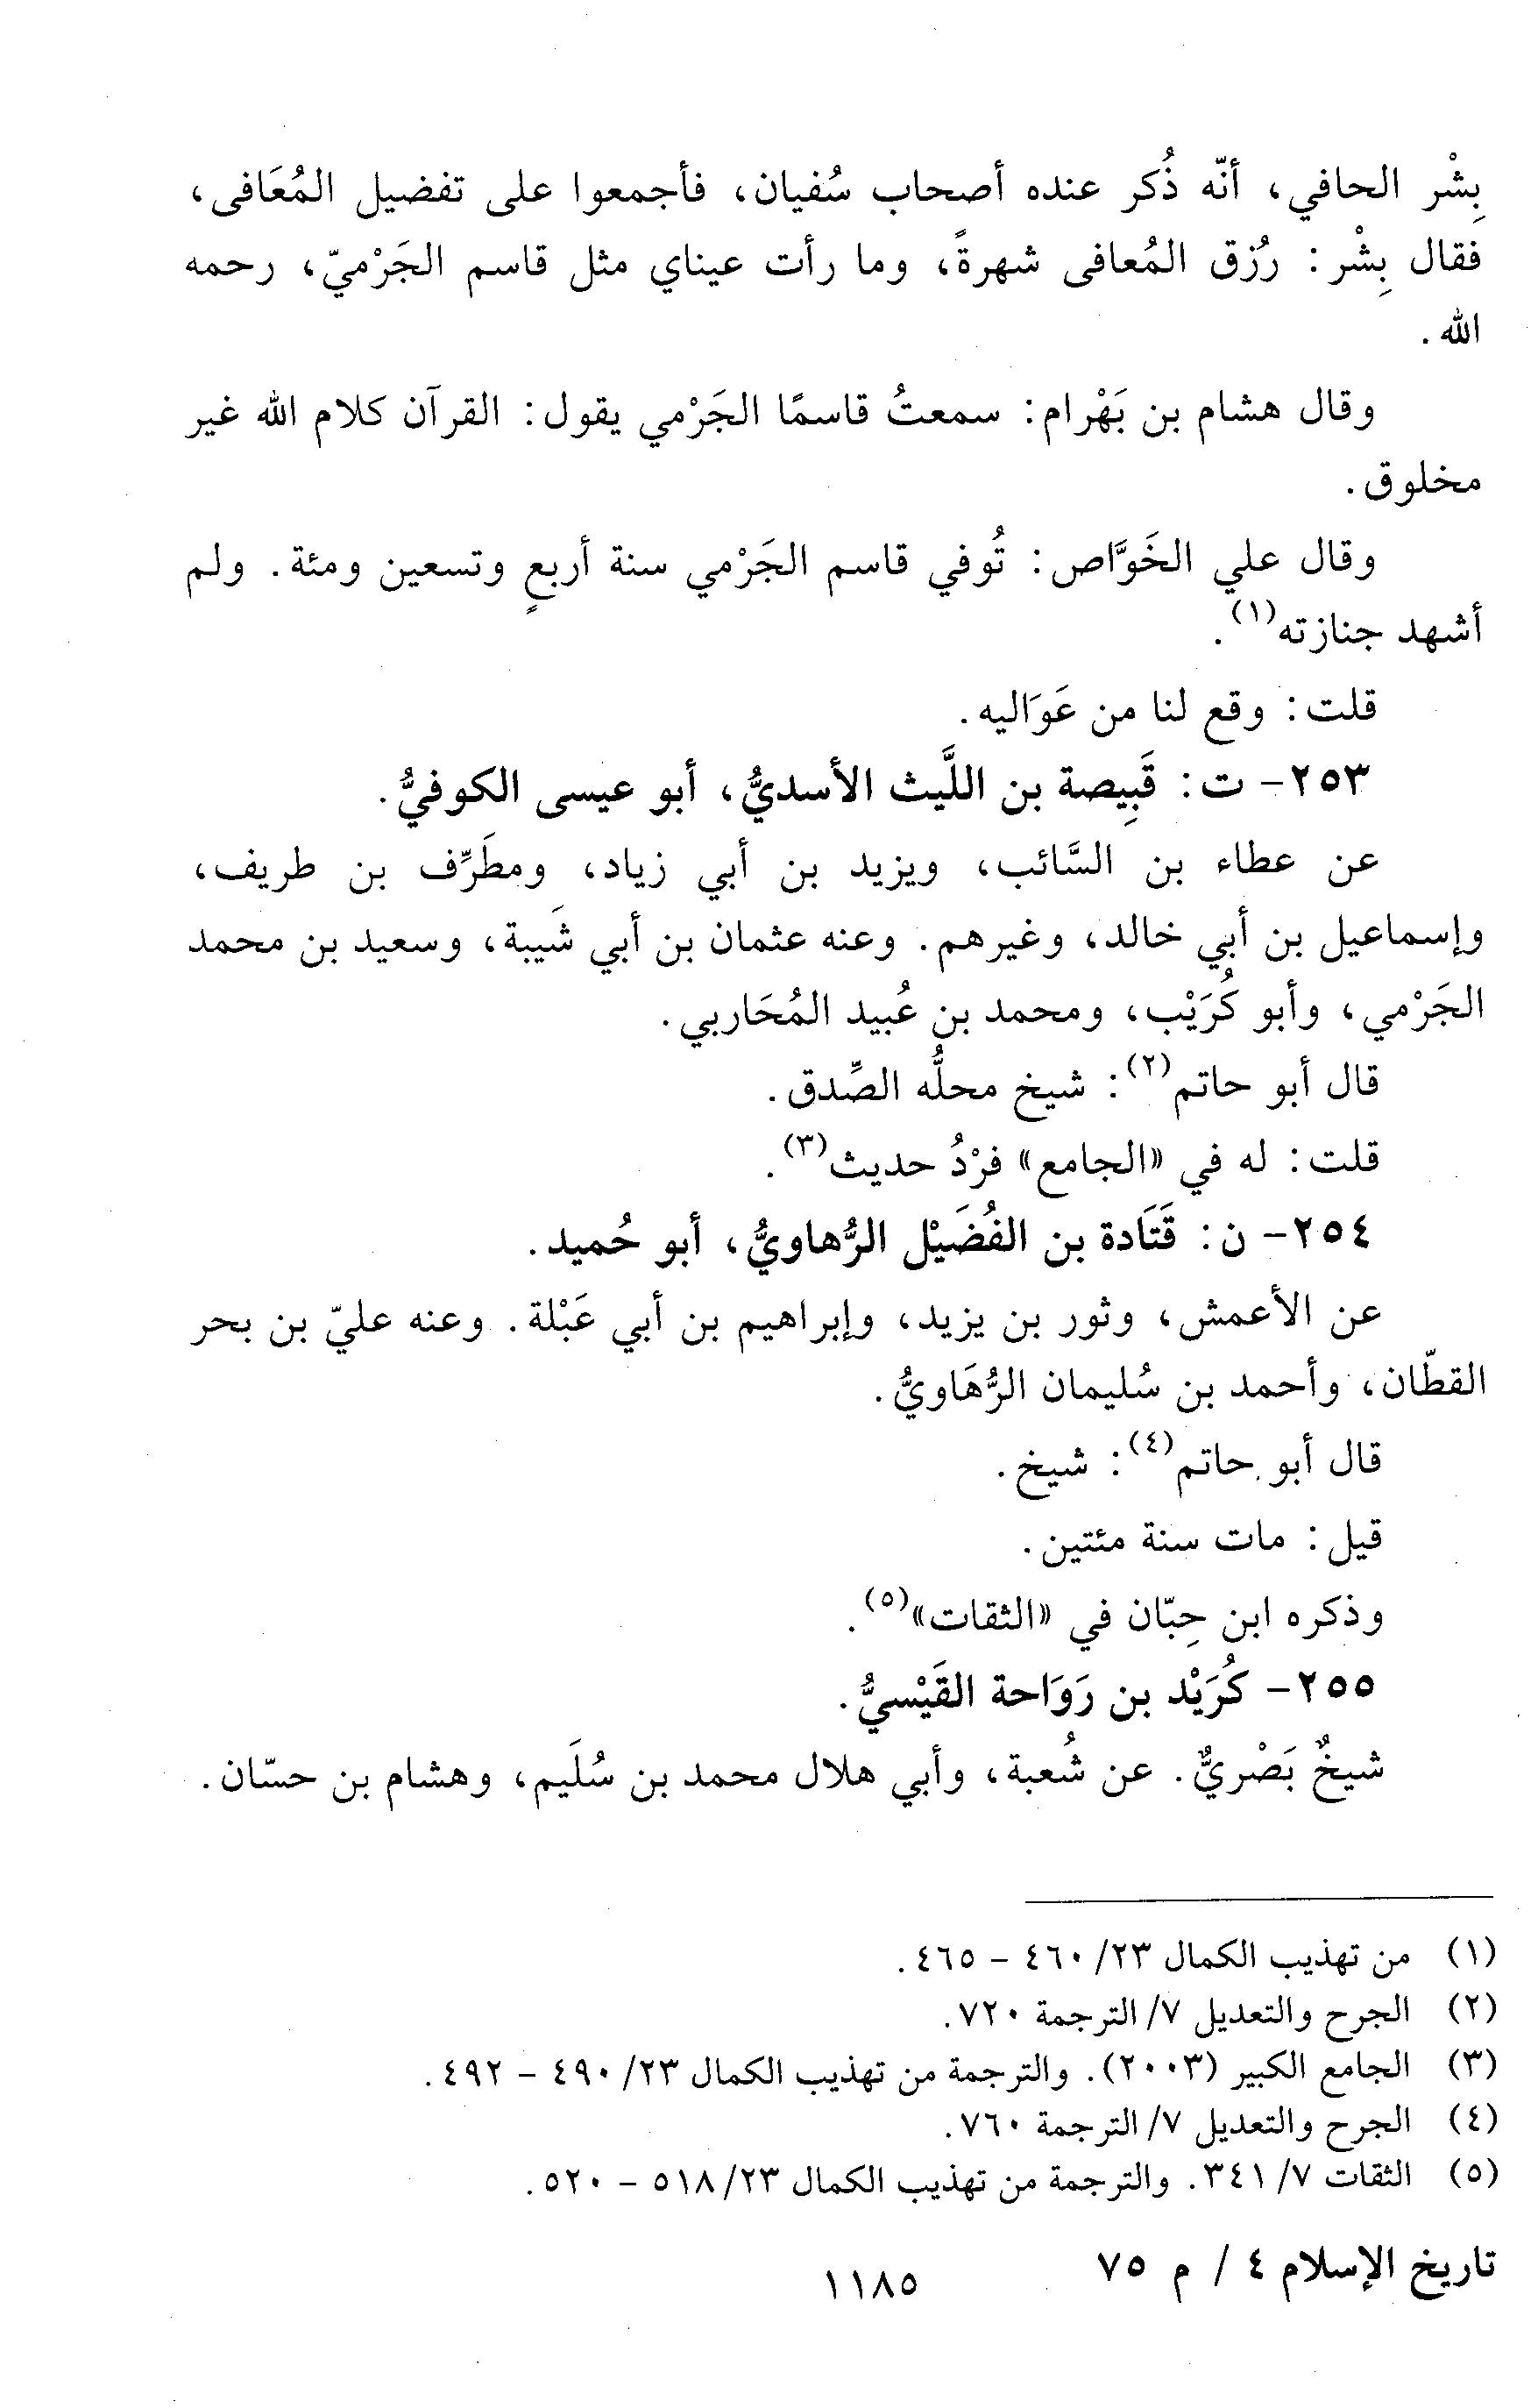 بِشْر الحافي، أنّه ذُكر عنده أصحاب سُفيان، فأجمعوا على تفضيل المُعَافى،
فقال بِشْر: رُزق المُعافى شهرةً، وما رأت عيناي مثل قاسم الجَرْميّ، رحمه
الله.
وقال هشام بن بَهْرام: سمعتُ قاسمًا الجَرْمي يقول: القرآن كلام الله غير
مخلوق.
وقال علي الخَوَّاص: تُوفي قاسم الجَرْمي سنة أربعٍ وتسعين ومئة. ولم
أشهد جنازته(١).
قلت: وقع لنا من عَوَاليه.
٢٥٣- ت: قَبِيصة بن اللَّيث الأسديُّ، أبو عيسى الكوفيُّ.
عن عطاء بن السَّائب، ويزيد بن أبي زياد، ومطَرِّف بن طريف،
وإسماعيل بن أبي خالد، وغيرهم. وعنه عثمان بن أبي شَيبة، وسعيد بن محمد
الجَرْمي، وأبو كُرَيْب، ومحمد بن عُبيد المُحَاربي.
قال أبو حاتم(٢): شيخ محلُّه الصِّدق.
قلت: له في «الجامع» فرْدُ حديث(٣).
٢٥٤- ن: قَتَادة بن الفُضَيْل الرُّهاويُّ، أبو حُميد.
عن الأعمش، وثور بن يزيد، وإبراهيم بن أبي عَبْلة. وعنه عليّ بن بحر
القطّان، وأحمد بن سُليمان الرُّهَاويُّ.
قال أبو حاتم(٤): شيخ.
قيل: مات سنة مئتين.
وذكره ابن حِبّان في «الثقات»(٥).
٢٥٥- كُرَيْد بن رَوَاحة القَيْسيُّ.
شيخٌ بَصْريٌّ. عن شُعبة، وأبي هلال محمد بن سُلَيم، وهشام بن حسّان.
(١) من تهذيب الكمال ٢٣/ ٤٦٠ - ٤٦٥.
(٢) الجرح والتعديل ٧/ الترجمة ٧٢٠.
(٣) الجامع الكبير (٢٠٠٣). والترجمة من تهذيب الكمال ٢٣/ ٤٩٠ - ٤٩٢.
(٤) الجرح والتعديل ٧/ الترجمة ٧٦٠.
(٥) الثقات ٧/ ٣٤١. والترجمة من تهذيب الكمال ٢٣/ ٥١٨ - ٥٢٠.
تاريخ الإسلام ٤ / م ٧٥
١١٨٥